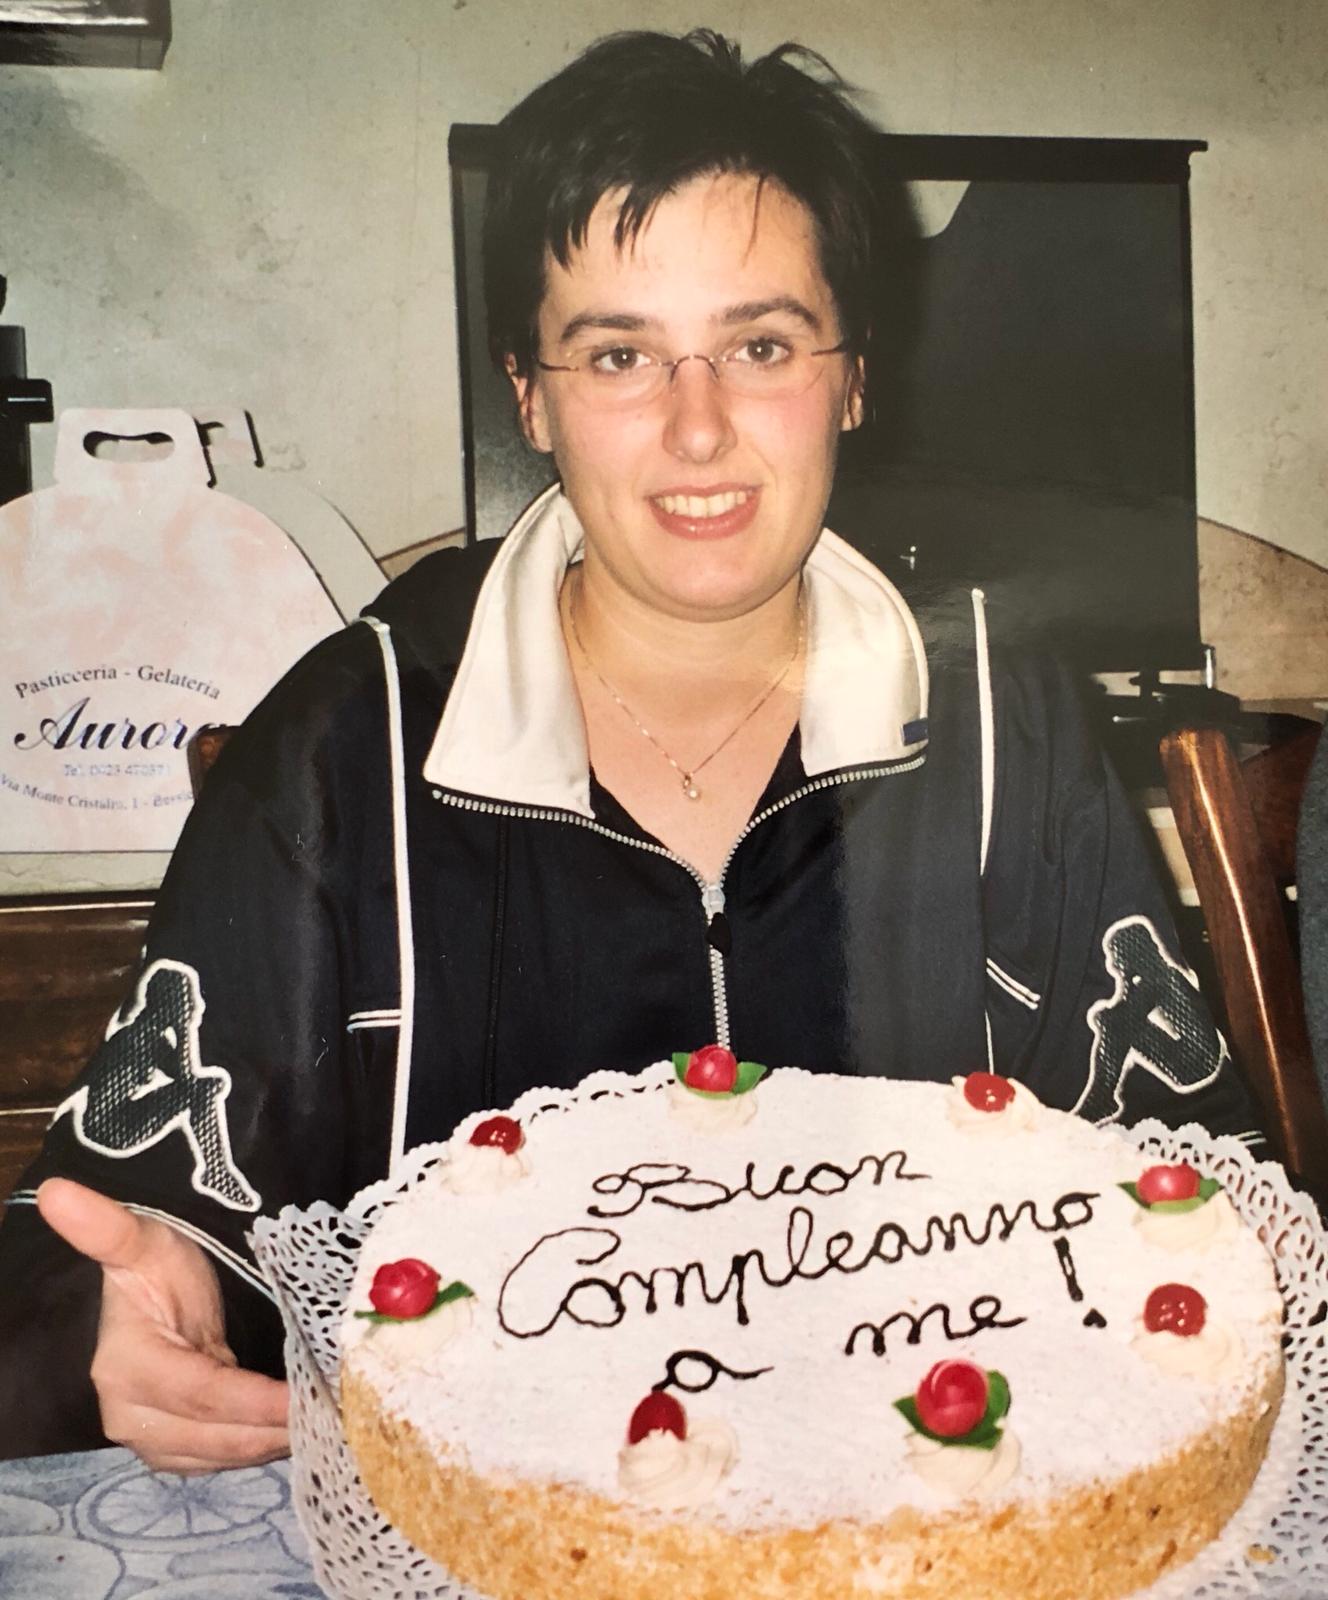 Pasticceria - Gelateria
Aurora
Via Monte Cristallo, 1 -
Buon
Compleanno
a me!